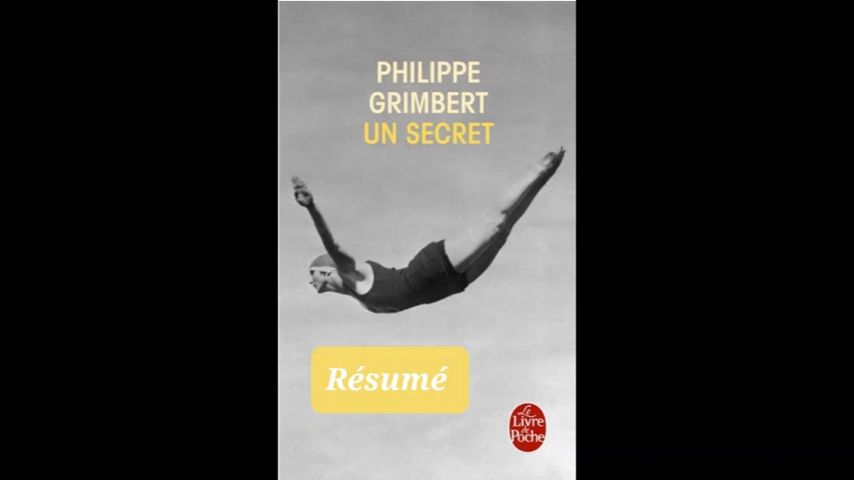 PHILIPPE
GRIMBERT
UN SECRET
Résumé
Le
Livre
de
Poche